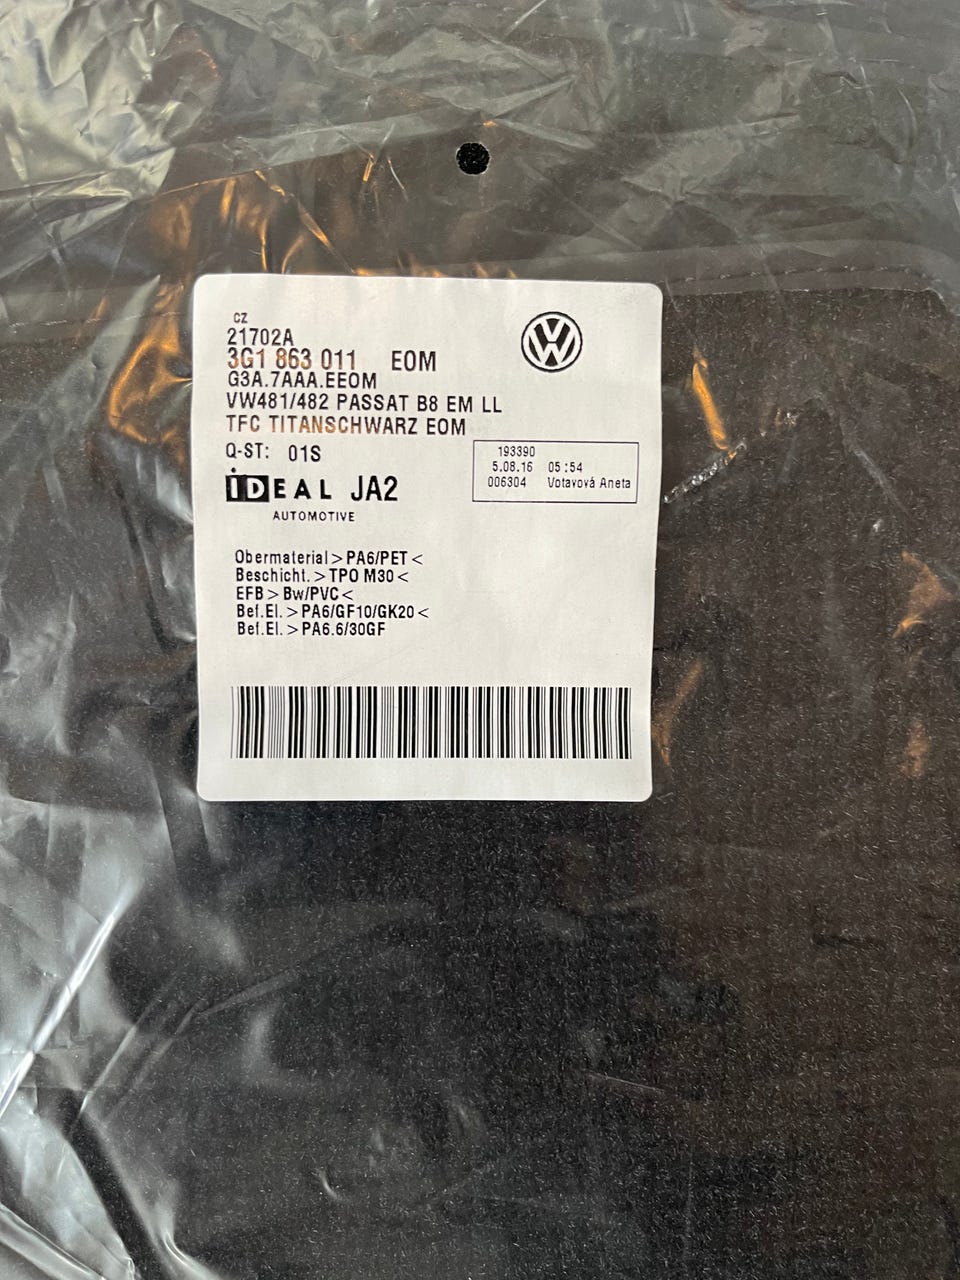 CZ
21702A
3G1 863 011 EOM
G3A.7AAA.EEOM
VW481/482 PASSAT B8 EM LL
TFC TITANSCHWARZ EOM
Q-ST: 01S
193390
5.08.16 05:54
006304 Votavová Aneta
iDEAL JA2
AUTOMOTIVE
Obermaterial>PA6/PET<
Beschicht.>TPO M30<
EFB>Bw/PVC<
Bef.El.>PA6/GF10/GK20<
Bef.El.>PA6.6/30GF